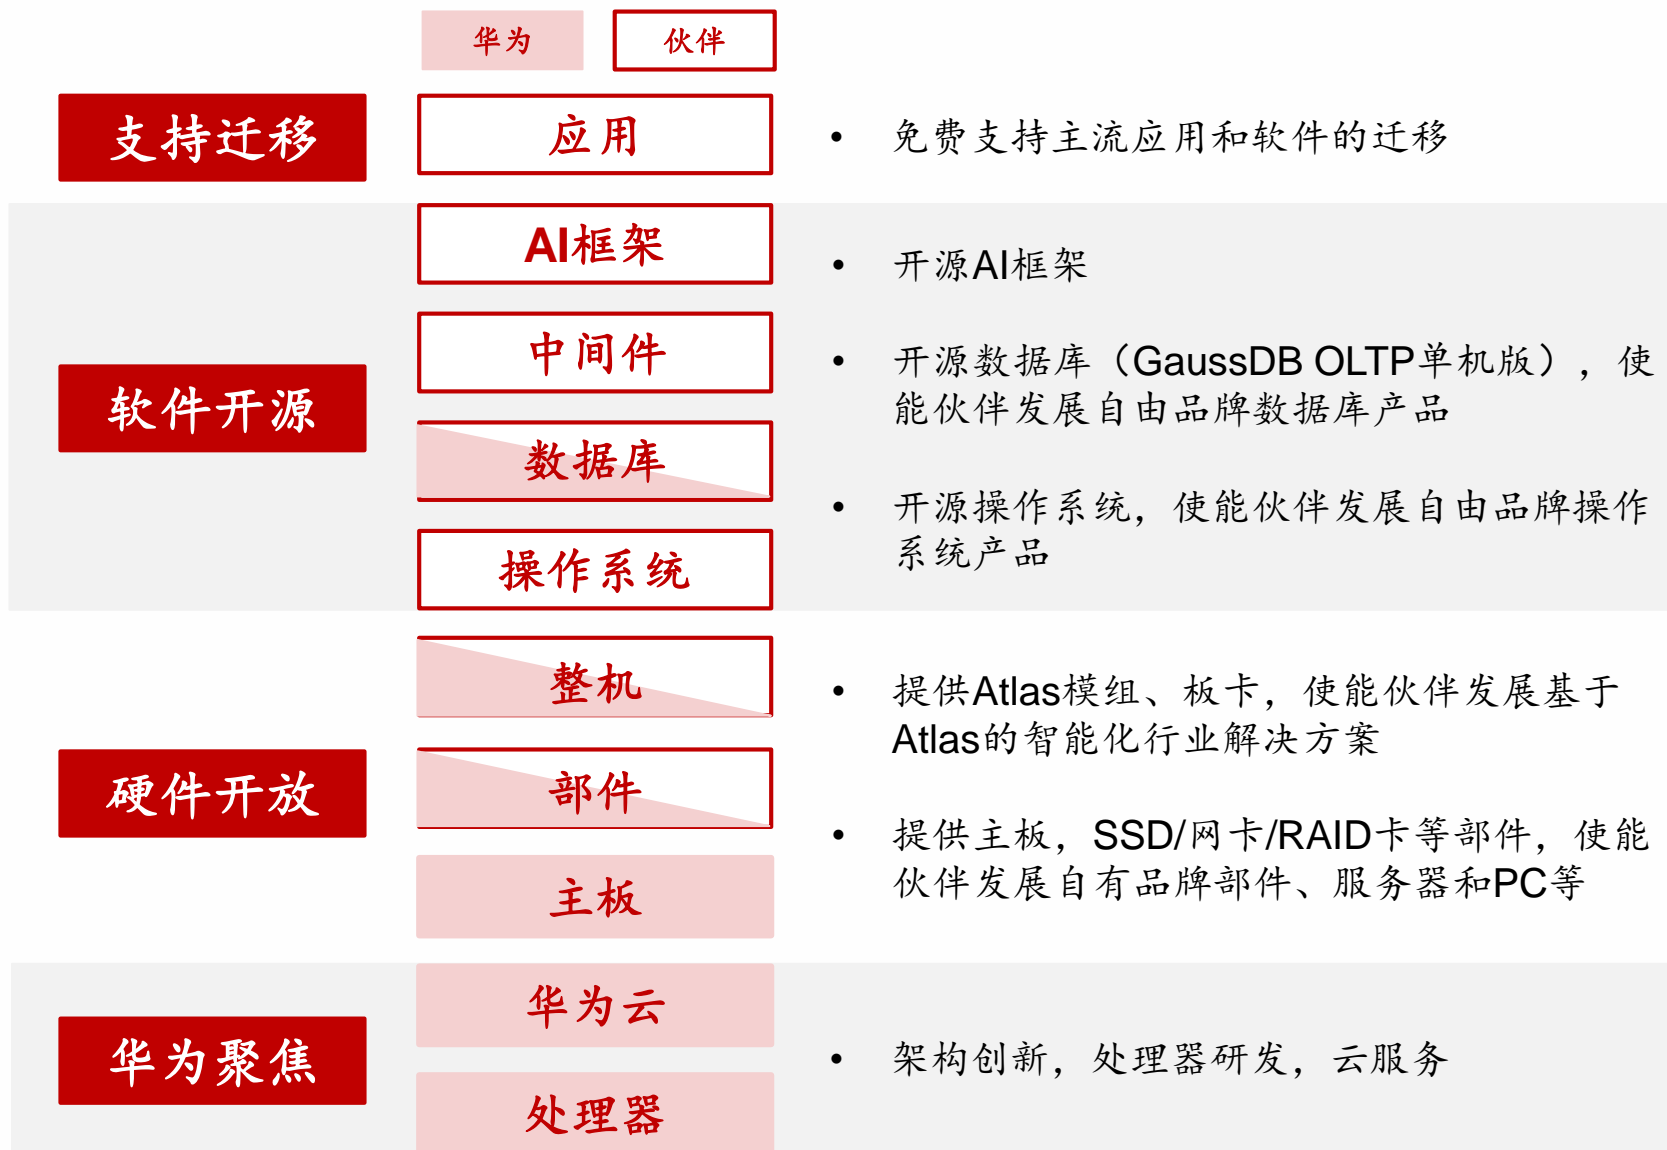 华为
伙伴
支持迁移
应用
• 免费支持主流应用和软件的迁移
软件开源
AI框架
中间件
数据库
操作系统
• 开源AI框架
• 开源数据库（GaussDB OLTP单机版），使
能伙伴发展自由品牌数据库产品
• 开源操作系统，使能伙伴发展自由品牌操作
系统产品
硬件开放
整机
部件
主板
• 提供Atlas模组、板卡，使能伙伴发展基于
Atlas的智能化行业解决方案
• 提供主板，SSD/网卡/RAID卡等部件，使能
伙伴发展自有品牌部件、服务器和PC等
华为聚焦
华为云
处理器
• 架构创新，处理器研发，云服务